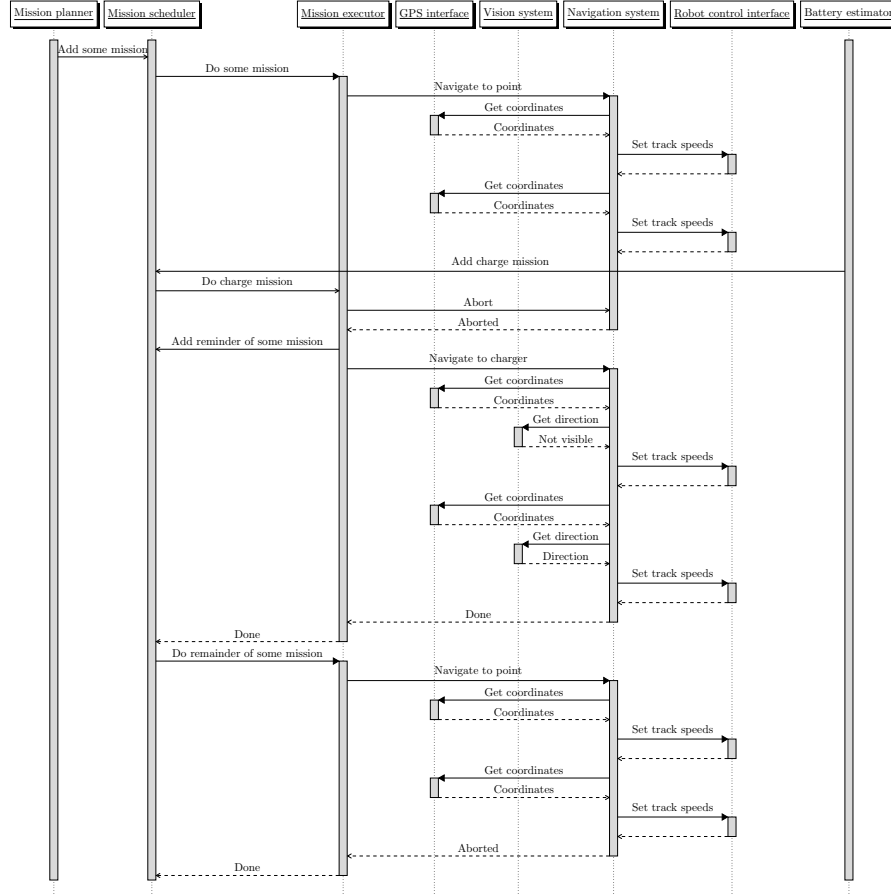 Mission planner
Mission scheduler
Mission executor
GPS interface
Vision system
Navigation system
Robot control interface
Battery estimator
Add some mission
Do some mission
Navigate to point
Get coordinates
Coordinates
Set track speeds
Get coordinates
Coordinates
Set track speeds
Add charge mission
Do charge mission
Abort
Aborted
Add reminder of some mission
Navigate to charger
Get coordinates
Coordinates
Get direction
Not visible
Set track speeds
Get coordinates
Coordinates
Get direction
Direction
Set track speeds
Done
Done
Do remainder of some mission
Navigate to point
Get coordinates
Coordinates
Set track speeds
Get coordinates
Coordinates
Set track speeds
Aborted
Done